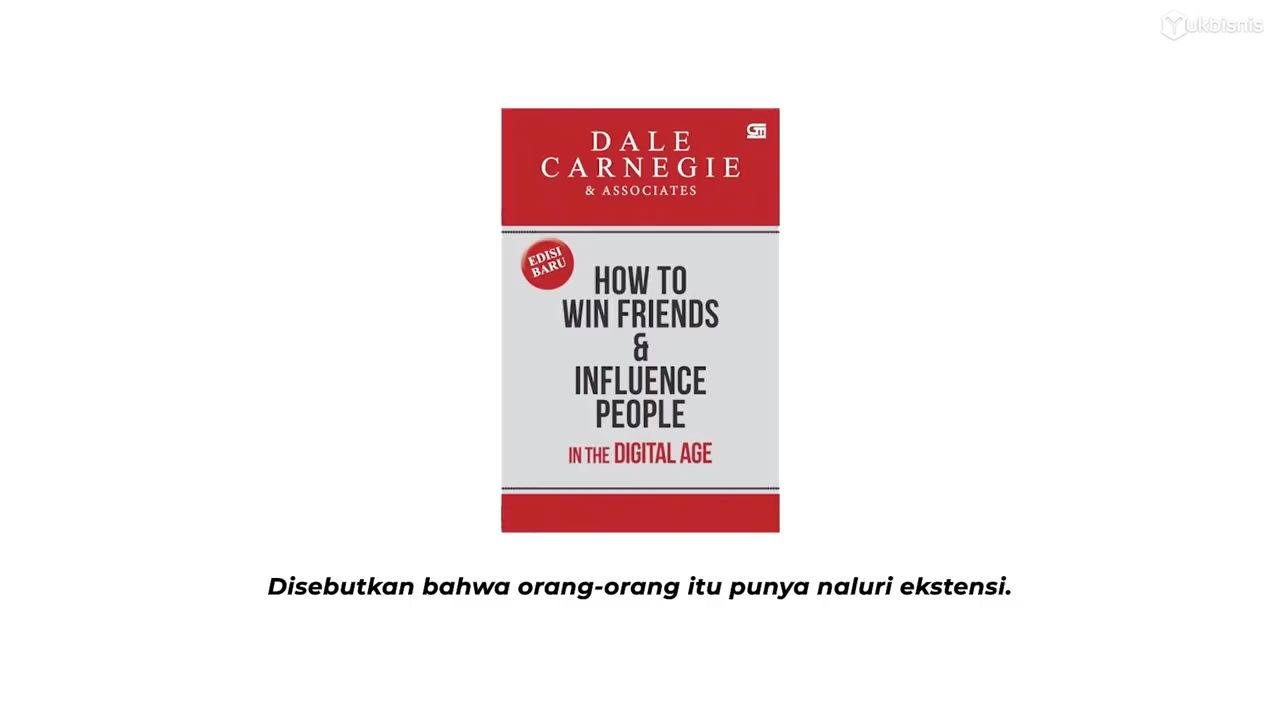 Yukbisnis
DALE
CARNEGIE
& ASSOCIATES
EDISI
BARU
HOW TO
WIN FRIENDS
&
INFLUENCE
PEOPLE
IN THE DIGITAL AGE
Disebutkan bahwa orang-orang itu punya naluri ekstensi.